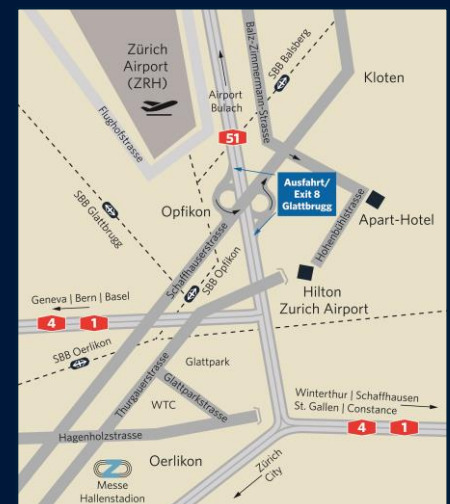 Zürich
Airport
(ZRH)
Flughofstrasse
Airport
Bulach
51
Balz-Zimmermann-Strasse
SBB Balsberg
Kloten
Ausfahrt/
Exit 8
Glattbrugg
Apart-Hotel
Hohenbühlstrasse
Opfikon
SBB Glattbrugg
Schaffhauserstrasse
SBB Opfikon
Hilton
Zurich Airport
Geneva | Bern | Basel
4 1
SBB Oerlikon
Thurgauerstrasse
Glattpark
Glattparkstrasse
WTC
Winterthur | Schaffhausen
St. Gallen | Constance
4 1
Hagenholzstrasse
Oerlikon
Zürich
City
Messe
Hallenstadion